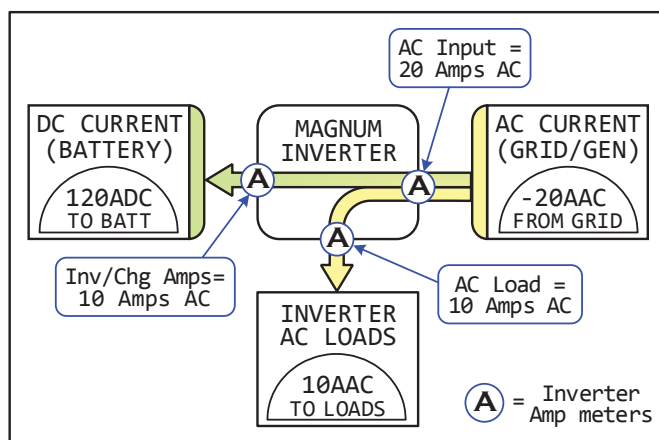 AC Input =
20 Amps AC
DC CURRENT
(BATTERY)
120ADC
TO BATT
MAGNUM
INVERTER
AC CURRENT
(GRID/GEN)
-20AAC
FROM GRID
A
A
A
Inv/Chg Amps=
10 Amps AC
AC Load =
10 Amps AC
INVERTER
AC LOADS
10AAC
TO LOADS
A = Inverter
Amp meters